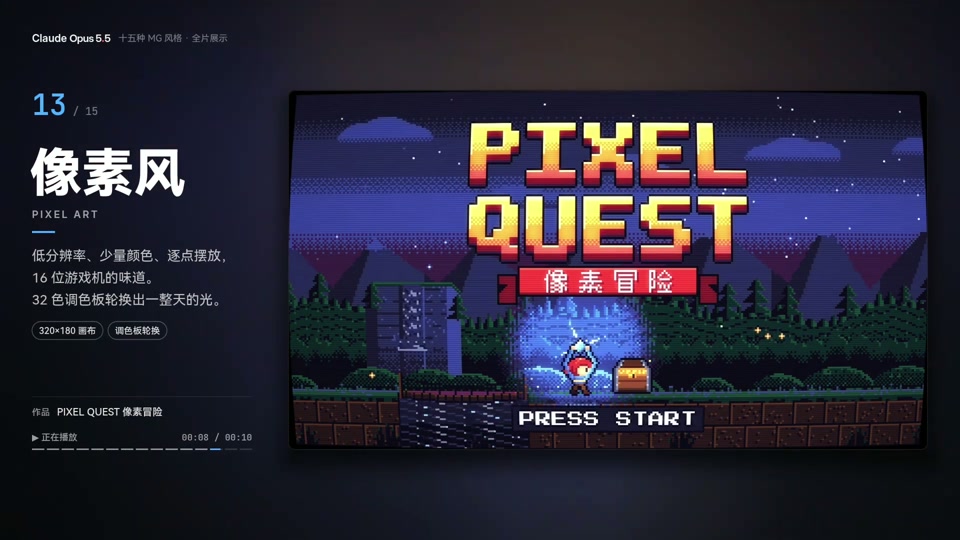 Claude Opus 5.5 十五种 MG 风格 · 全片展示
13 / 15
像素风
PIXEL ART
低分辨率、少量颜色、逐点摆放，
16 位游戏机的味道。
32 色调色板轮换出一整天的光。
320×180 画布 调色板轮换
作品 PIXEL QUEST 像素冒险
▶ 正在播放 00:08 / 00:10
PIXEL
QUEST
像素冒险
PRESS START